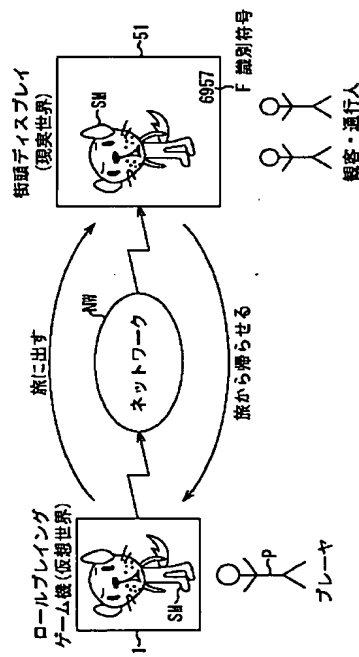 ロールプレイング
ゲーム機(仮想世界)
1
SM
P
プレーヤ
旅に出す
NW
ネットワーク
旅から帰らせる
街頭ディスプレイ
(現実世界)
51
SM
6957
F 識別符号
観客・通行人